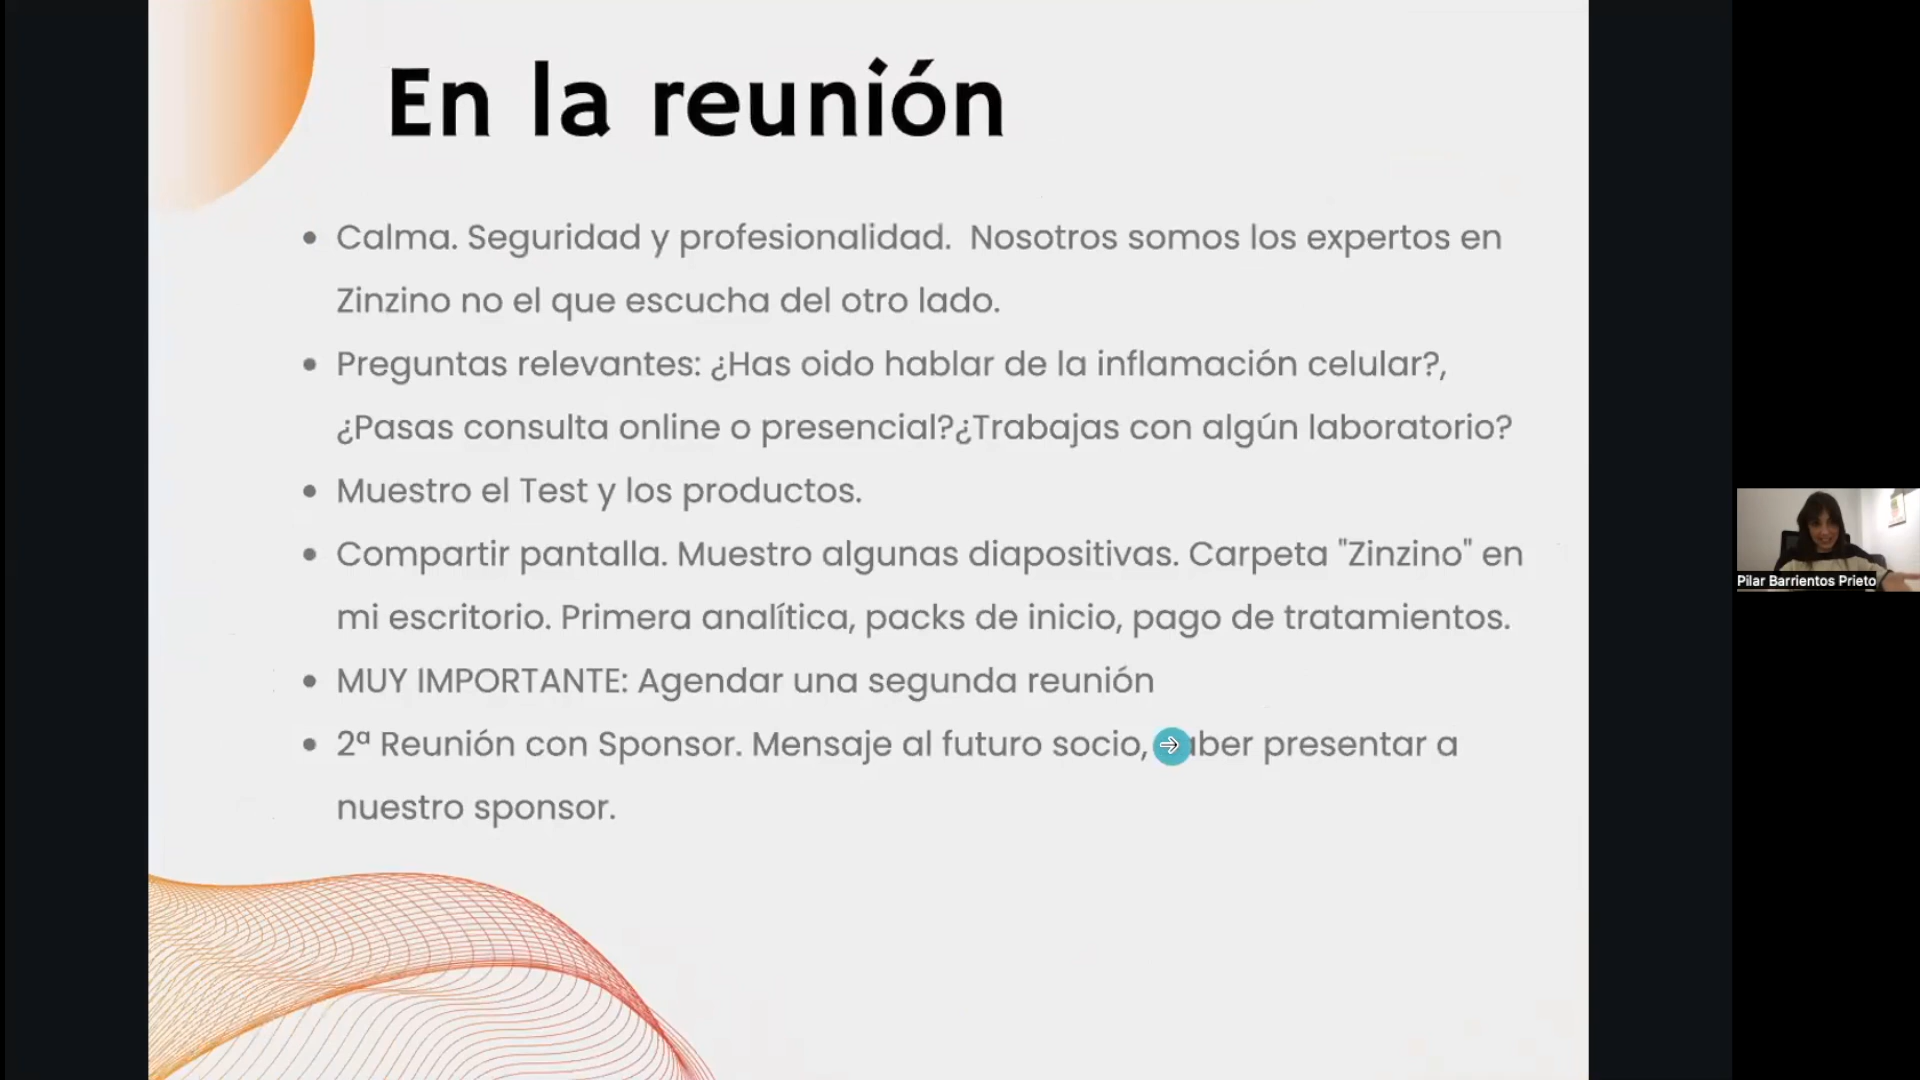 En la reunión
Calma. Seguridad y profesionalidad. Nosotros somos los expertos en
Zinzino no el que escucha del otro lado.
Preguntas relevantes: ¿Has oido hablar de la inflamación celular?,
¿Pasas consulta online o presencial?¿Trabajas con algún laboratorio?
Muestro el Test y los productos.
Compartir pantalla. Muestro algunas diapositivas. Carpeta "Zinzino" en
mi escritorio. Primera analítica, packs de inicio, pago de tratamientos.
MUY IMPORTANTE: Agendar una segunda reunión
2ª Reunión con Sponsor. Mensaje al futuro socio, presentar a
nuestro sponsor.
Pilar Barrientos Prieto